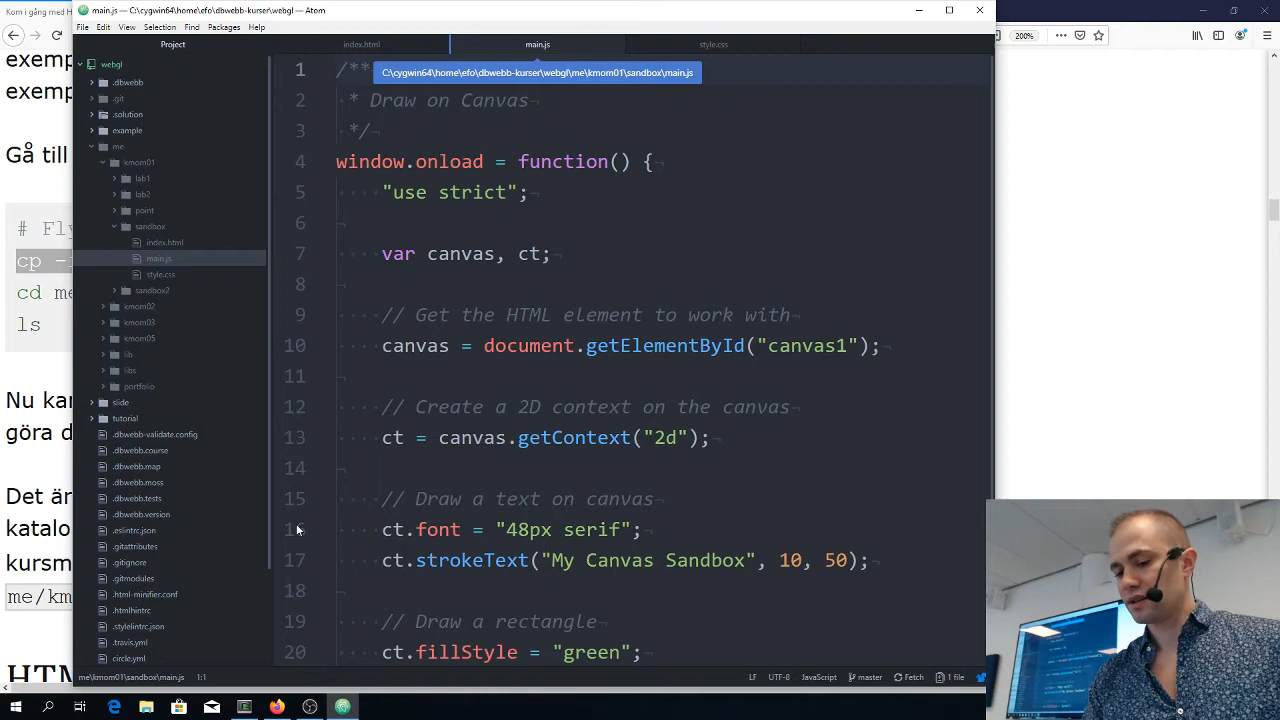 Kom i gång med
main.js — C:\cygwin64\home\efo\dbwebb-kurser\webgl — Atom
File Edit View Selection Find Packages Help
200%
Project
index.html main.js style.css
C:\cygwin64\home\efo\dbwebb-kurser\webgl\me\kmom01\sandbox\main.js
webgl
.dbwebb
.git
.solution
example
me
kmom01
lab1
lab2
point
sandbox
index.html
main.js
style.css
sandbox2
kmom02
kmom03
kmom05
lib
libs
portfolio
slide
tutorial
.dbwebb-validate.config
.dbwebb.course
.dbwebb.map
.dbwebb.moss
.dbwebb.tests
.dbwebb.version
.eslintrc.json
.gitattributes
.gitignore
.gitmodules
.html-minifier.conf
.htmlhintrc
.stylelintrc.json
.travis.yml
circle.yml
1 /**
2 * Draw on Canvas
3 */
4 window.onload = function() {
5 "use strict";
6
7 var canvas, ct;
8
9 // Get the HTML element to work with
10 canvas = document.getElementById("canvas1");
11
12 // Create a 2D context on the canvas
13 ct = canvas.getContext("2d");
14
15 // Draw a text on canvas
16 ct.font = "48px serif";
17 ct.strokeText("My Canvas Sandbox", 10, 50);
18
19 // Draw a rectangle
20 ct.fillStyle = "green";
exemp
exemp
Gå till
# Fly
cp -
cd me
ls
Nu kan
göra d
Det är
katalo
kursm
me/km
HTM
me\kmom01\sandbox\main.js 1:1 LF UTF-8 JavaScript master Fetch 1 file